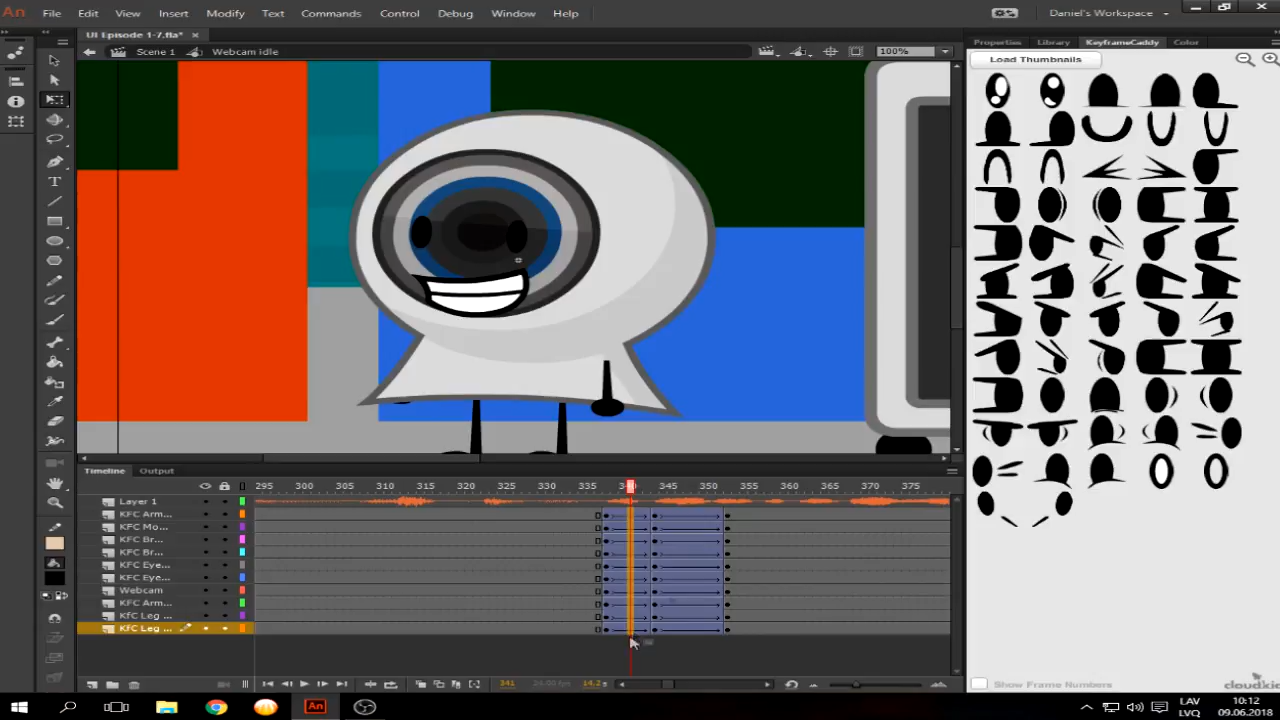 An File Edit View Insert Modify Text Commands Control Debug Window Help Daniel's Workspace
UI Episode 1-7.fla*
Scene 1 Webcam idle 100%
Properties Library KeyframeCaddy Color
Load Thumbnails
Timeline Output
295 305 310 315 320 325 330 335 345 350 355 360 365 370 375
Layer 1
KFC Arm...
KFC Mo...
KFC Br...
KFC Br...
KFC Eye...
KFC Eye...
Webcam
KFC Arm...
KfC Leg ...
KfC Leg ...
341 14.2 s
Show Frame Numbers
cloudkid
An
LAV 10:12
LVQ 09.06.2018